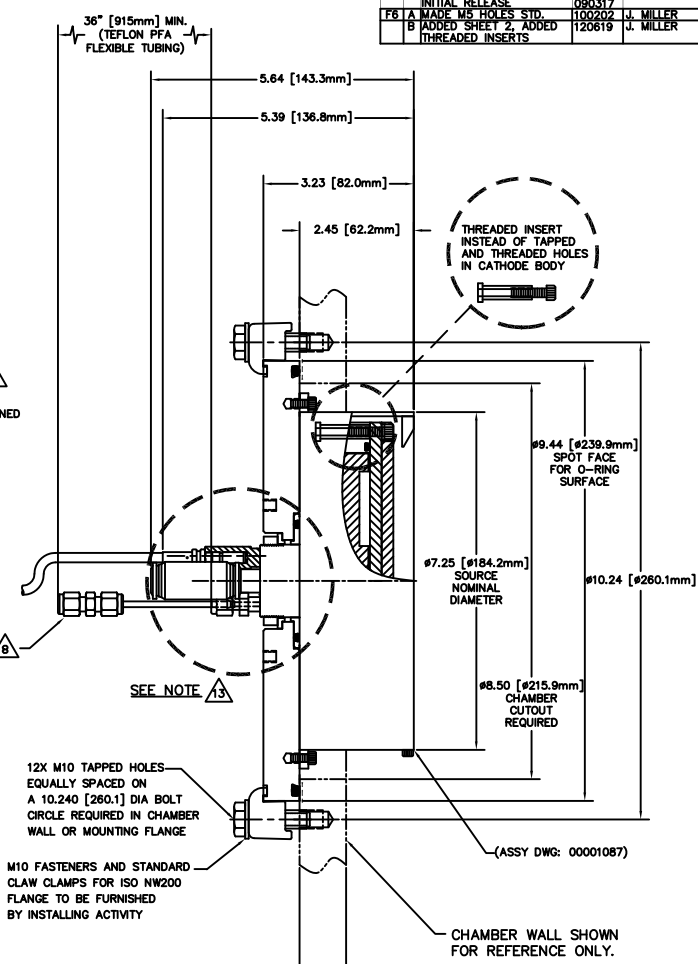 INITIAL RELEASE 090317
F6 A MADE M5 HOLES STD. 100202 J. MILLER
B ADDED SHEET 2, ADDED 120619 J. MILLER
THREADED INSERTS
36" [915mm] MIN.
(TEFLON PFA
FLEXIBLE TUBING)
5.64 [143.3mm]
5.39 [136.8mm]
3.23 [82.0mm]
2.45 [62.2mm]
THREADED INSERT
INSTEAD OF TAPPED
AND THREADED HOLES
IN CATHODE BODY
NED
ø9.44 [ø239.9mm]
SPOT FACE
FOR O-RING
SURFACE
ø7.25 [ø184.2mm]
SOURCE
NOMINAL
DIAMETER
ø10.24 [ø260.1mm]
8
SEE NOTE 13
ø8.50 [ø215.9mm]
CHAMBER
CUTOUT
REQUIRED
12X M10 TAPPED HOLES
EQUALLY SPACED ON
A 10.240 [260.1] DIA BOLT
CIRCLE REQUIRED IN CHAMBER
WALL OR MOUNTING FLANGE
(ASSY DWG: 00001087)
M10 FASTENERS AND STANDARD
CLAW CLAMPS FOR ISO NW200
FLANGE TO BE FURNISHED
BY INSTALLING ACTIVITY
CHAMBER WALL SHOWN
FOR REFERENCE ONLY.